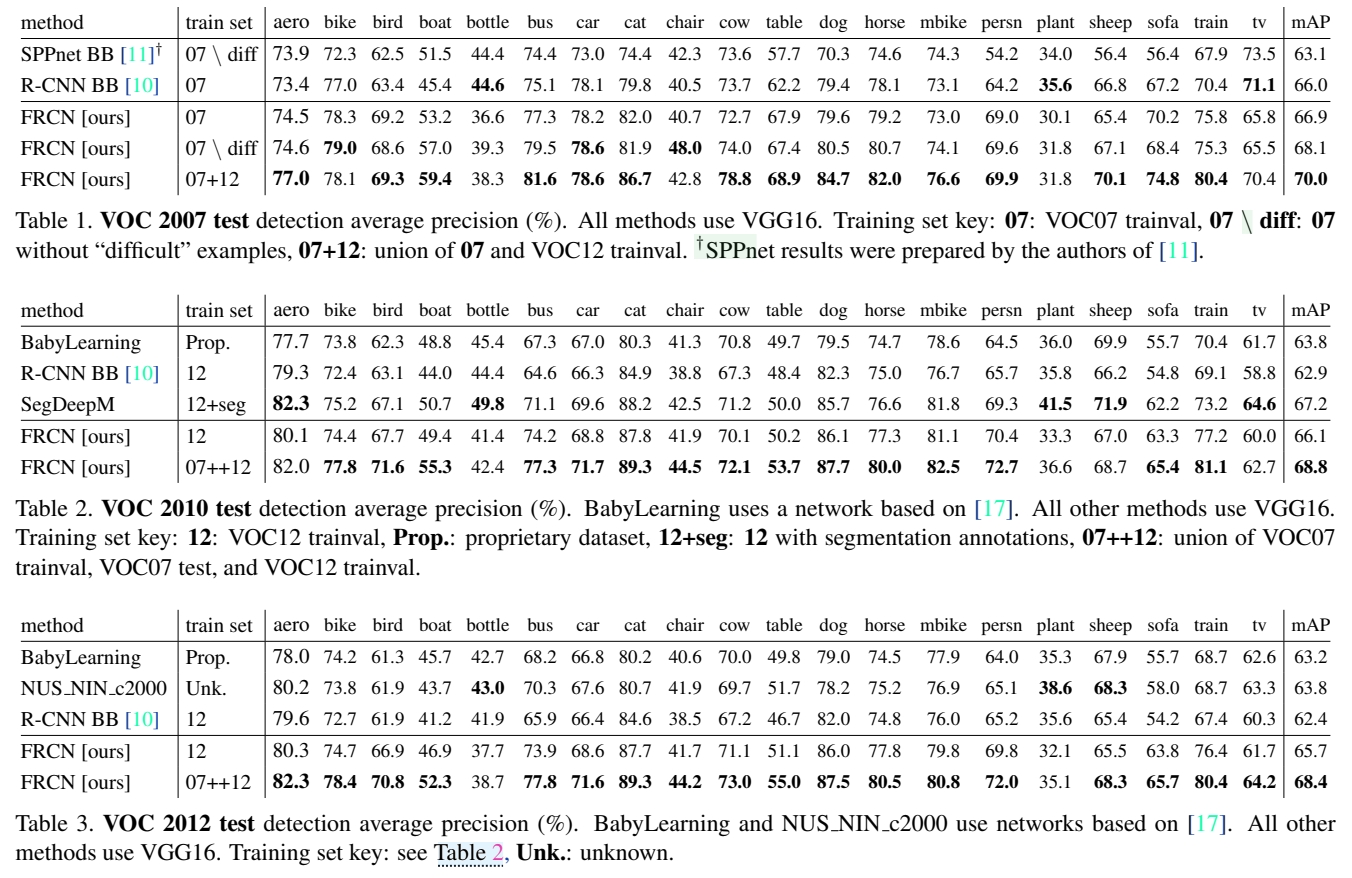 method train set aero bike bird boat bottle bus car cat chair cow table dog horse mbike persn plant sheep sofa train tv mAP
SPPnet BB [11]† 07 \ diff 73.9 72.3 62.5 51.5 44.4 74.4 73.0 74.4 42.3 73.6 57.7 70.3 74.6 74.3 54.2 34.0 56.4 56.4 67.9 73.5 63.1
R-CNN BB [10] 07 73.4 77.0 63.4 45.4 44.6 75.1 78.1 79.8 40.5 73.7 62.2 79.4 78.1 73.1 64.2 35.6 66.8 67.2 70.4 71.1 66.0
FRCN [ours] 07 74.5 78.3 69.2 53.2 36.6 77.3 78.2 82.0 40.7 72.7 67.9 79.6 79.2 73.0 69.0 30.1 65.4 70.2 75.8 65.8 66.9
FRCN [ours] 07 \ diff 74.6 79.0 68.6 57.0 39.3 79.5 78.6 81.9 48.0 74.0 67.4 80.5 80.7 74.1 69.6 31.8 67.1 68.4 75.3 65.5 68.1
FRCN [ours] 07+12 77.0 78.1 69.3 59.4 38.3 81.6 78.6 86.7 42.8 78.8 68.9 84.7 82.0 76.6 69.9 31.8 70.1 74.8 80.4 70.4 70.0
Table 1. VOC 2007 test detection average precision (%). All methods use VGG16. Training set key: 07: VOC07 trainval, 07 \ diff: 07
without “difficult” examples, 07+12: union of 07 and VOC12 trainval. †SPPnet results were prepared by the authors of [11].
method train set aero bike bird boat bottle bus car cat chair cow table dog horse mbike persn plant sheep sofa train tv mAP
BabyLearning Prop. 77.7 73.8 62.3 48.8 45.4 67.3 67.0 80.3 41.3 70.8 49.7 79.5 74.7 78.6 64.5 36.0 69.9 55.7 70.4 61.7 63.8
R-CNN BB [10] 12 79.3 72.4 63.1 44.0 44.4 64.6 66.3 84.9 38.8 67.3 48.4 82.3 75.0 76.7 65.7 35.8 66.2 54.8 69.1 58.8 62.9
SegDeepM 12+seg 82.3 75.2 67.1 50.7 49.8 71.1 69.6 88.2 42.5 71.2 50.0 85.7 76.6 81.8 69.3 41.5 71.9 62.2 73.2 64.6 67.2
FRCN [ours] 12 80.1 74.4 67.7 49.4 41.4 74.2 68.8 87.8 41.9 70.1 50.2 86.1 77.3 81.1 70.4 33.3 67.0 63.3 77.2 60.0 66.1
FRCN [ours] 07++12 82.0 77.8 71.6 55.3 42.4 77.3 71.7 89.3 44.5 72.1 53.7 87.7 80.0 82.5 72.7 36.6 68.7 65.4 81.1 62.7 68.8
Table 2. VOC 2010 test detection average precision (%). BabyLearning uses a network based on [17]. All other methods use VGG16.
Training set key: 12: VOC12 trainval, Prop.: proprietary dataset, 12+seg: 12 with segmentation annotations, 07++12: union of VOC07
trainval, VOC07 test, and VOC12 trainval.
method train set aero bike bird boat bottle bus car cat chair cow table dog horse mbike persn plant sheep sofa train tv mAP
BabyLearning Prop. 78.0 74.2 61.3 45.7 42.7 68.2 66.8 80.2 40.6 70.0 49.8 79.0 74.5 77.9 64.0 35.3 67.9 55.7 68.7 62.6 63.2
NUS_NIN_c2000 Unk. 80.2 73.8 61.9 43.7 43.0 70.3 67.6 80.7 41.9 69.7 51.7 78.2 75.2 76.9 65.1 38.6 68.3 58.0 68.7 63.3 63.8
R-CNN BB [10] 12 79.6 72.7 61.9 41.2 41.9 65.9 66.4 84.6 38.5 67.2 46.7 82.0 74.8 76.0 65.2 35.6 65.4 54.2 67.4 60.3 62.4
FRCN [ours] 12 80.3 74.7 66.9 46.9 37.7 73.9 68.6 87.7 41.7 71.1 51.1 86.0 77.8 79.8 69.8 32.1 65.5 63.8 76.4 61.7 65.7
FRCN [ours] 07++12 82.3 78.4 70.8 52.3 38.7 77.8 71.6 89.3 44.2 73.0 55.0 87.5 80.5 80.8 72.0 35.1 68.3 65.7 80.4 64.2 68.4
Table 3. VOC 2012 test detection average precision (%). BabyLearning and NUS_NIN_c2000 use networks based on [17]. All other
methods use VGG16. Training set key: see Table 2, Unk.: unknown.